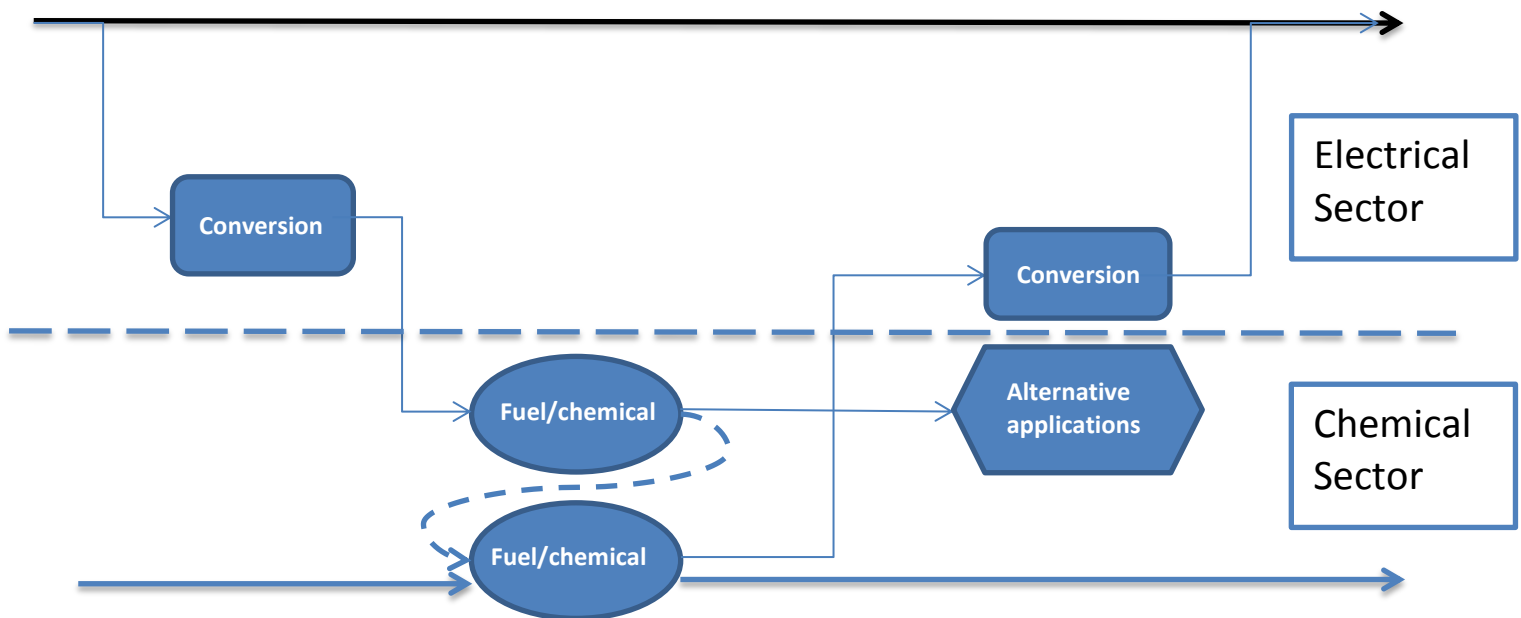 Electrical
Sector
Conversion
Conversion
Fuel/chemical
Alternative
applications
Chemical
Sector
Fuel/chemical